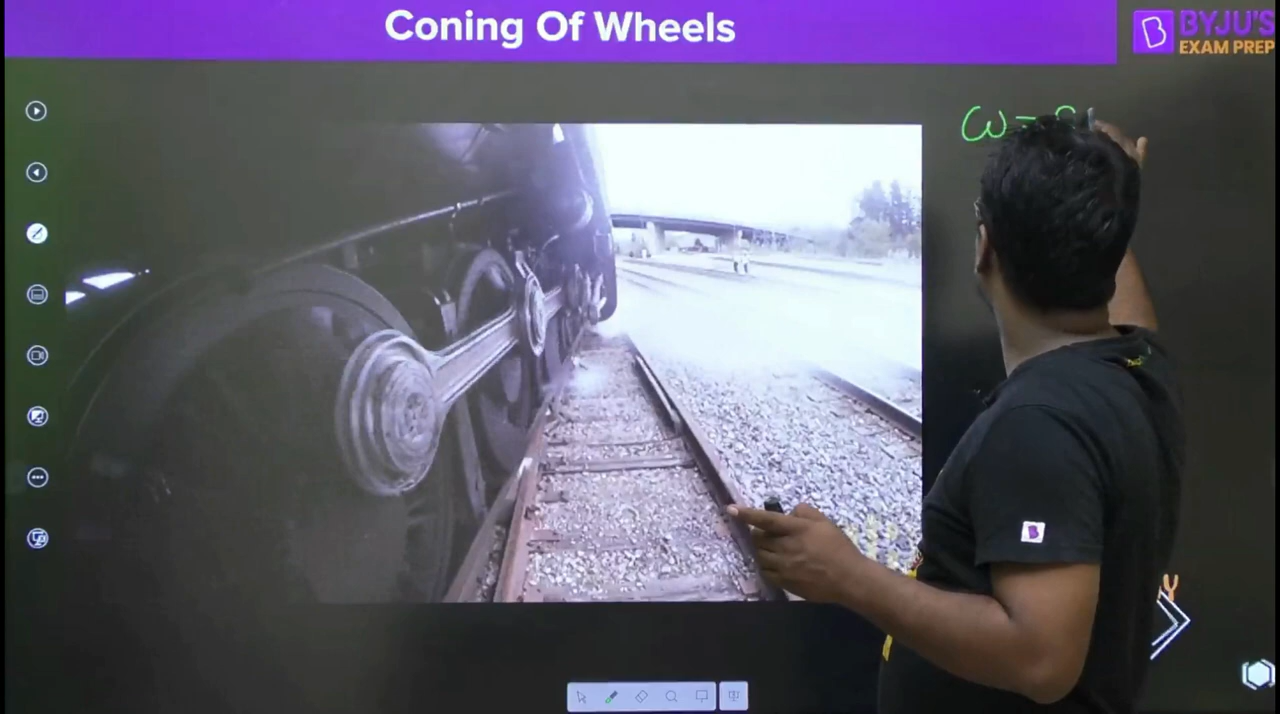 Coning Of Wheels
BYJU'S
EXAM PREP
ω =